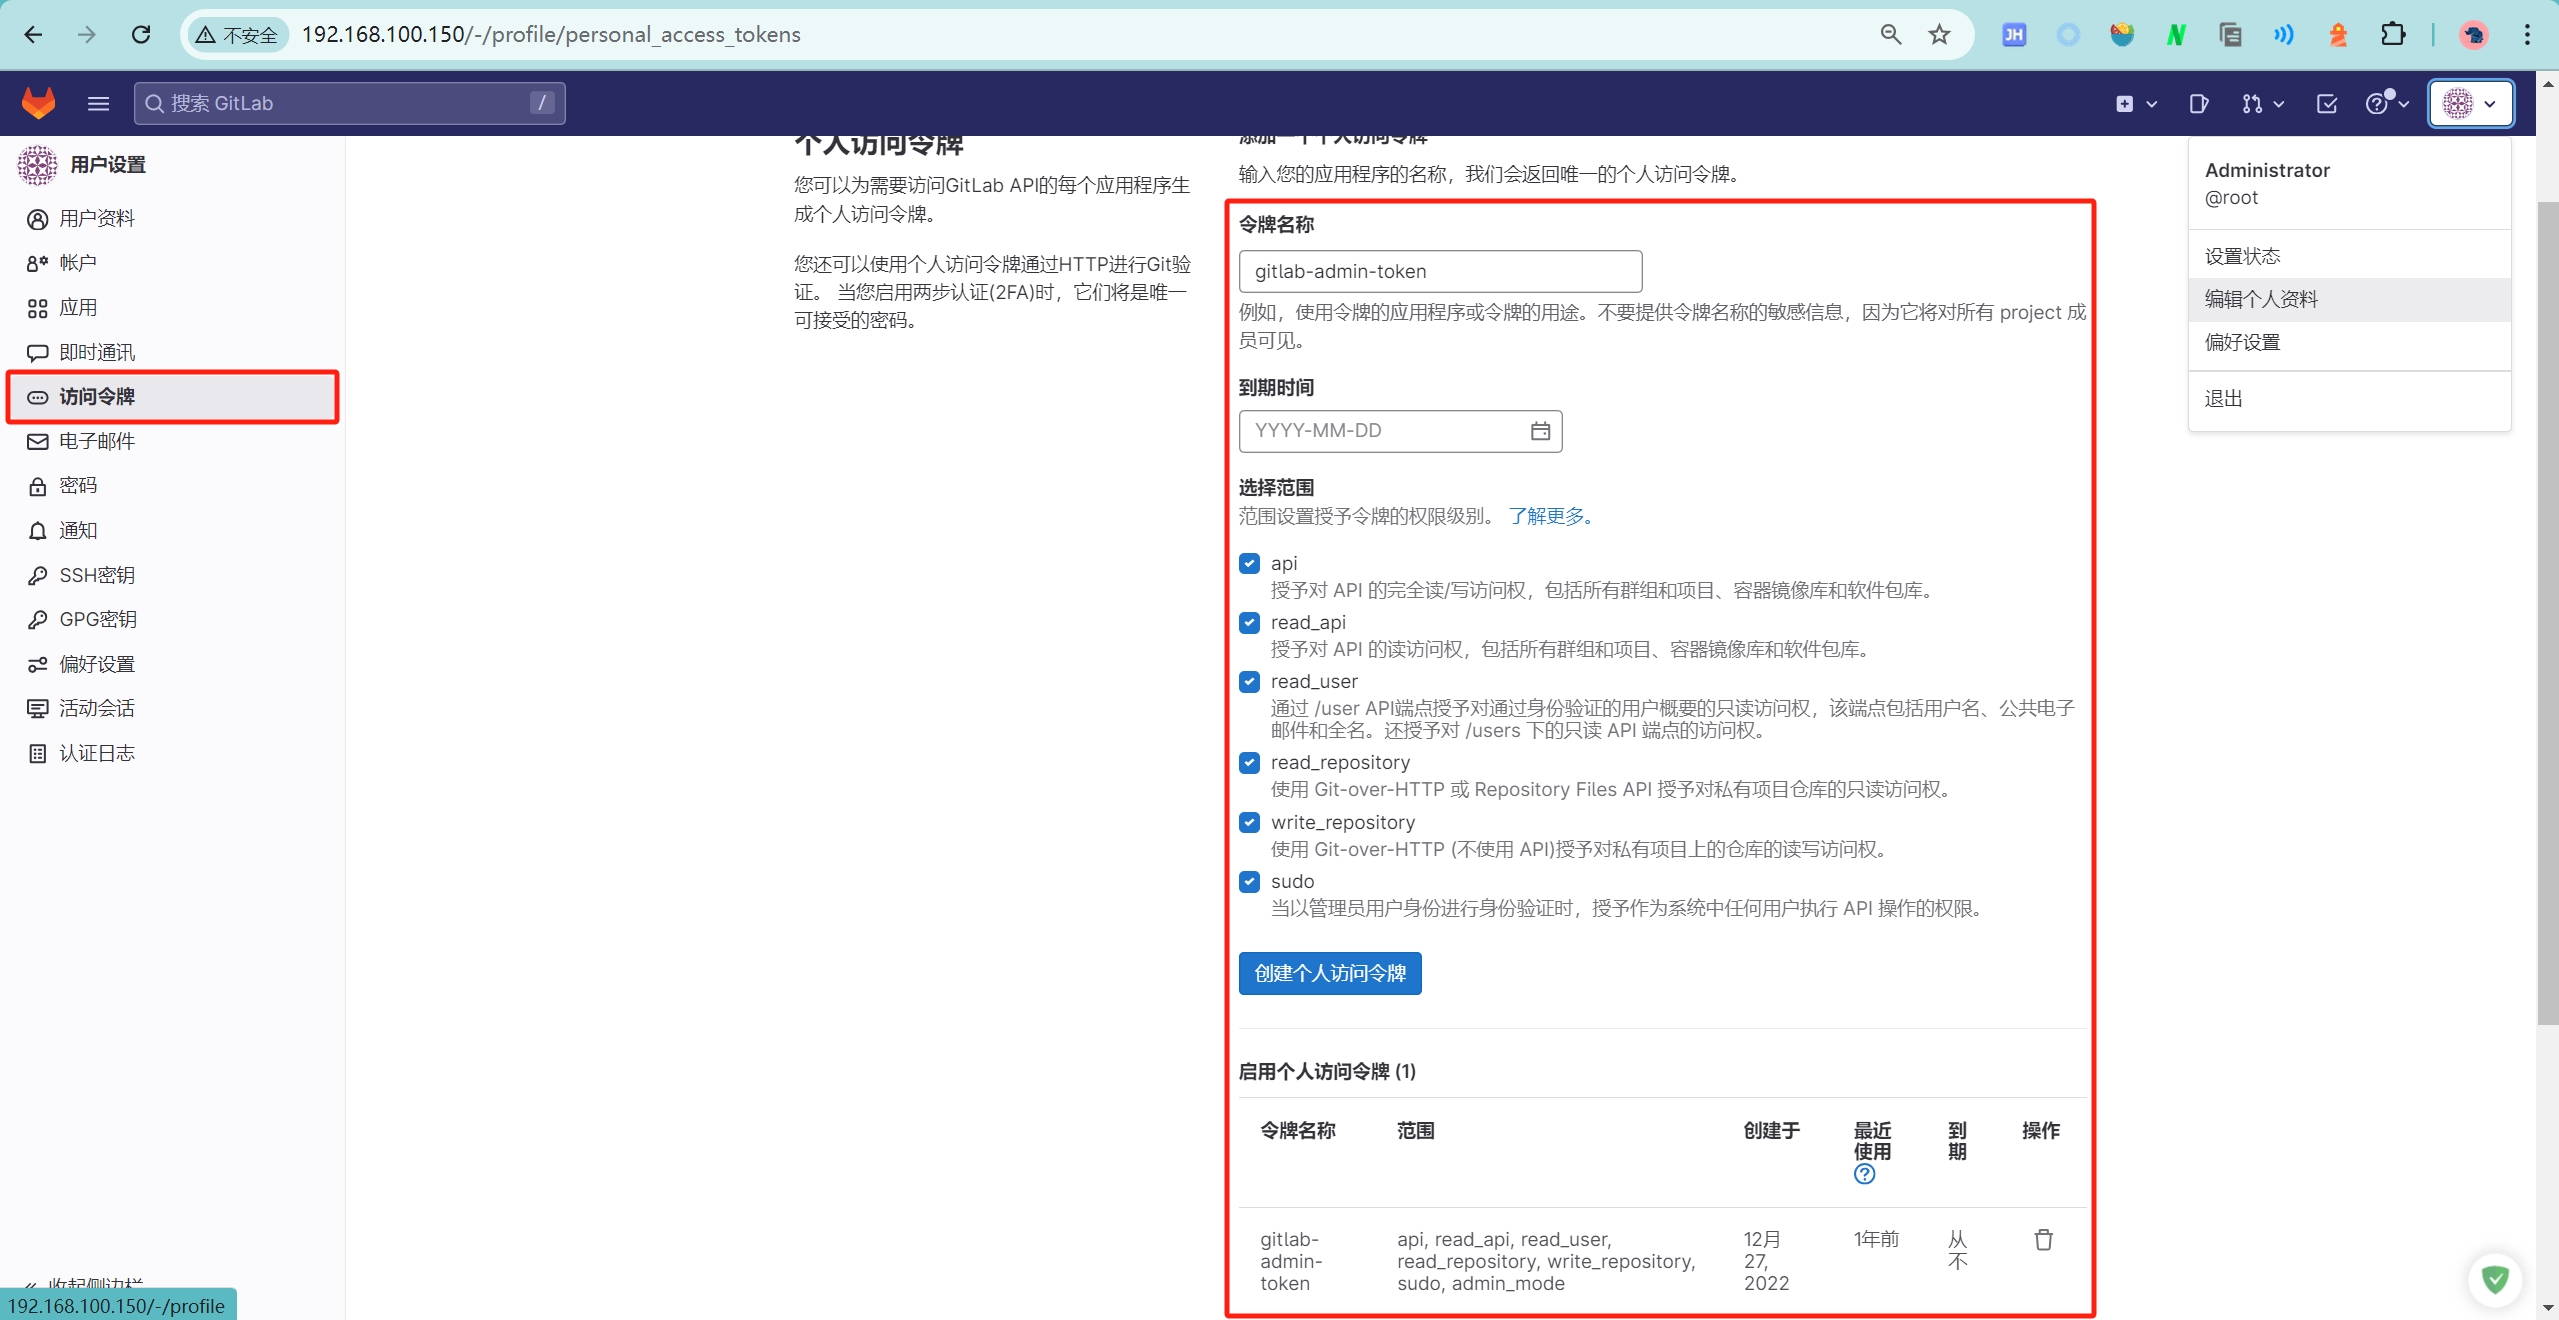 不安全
192.168.100.150/-/profile/personal_access_tokens
JH
N
搜索 GitLab
/
用户设置
用户资料
帐户
应用
即时通讯
访问令牌
电子邮件
密码
通知
SSH密钥
GPG密钥
偏好设置
活动会话
认证日志
收起侧边栏
192.168.100.150/-/profile
个人访问令牌
您可以为需要访问GitLab API的每个应用程序生
成个人访问令牌。
您还可以使用个人访问令牌通过HTTP进行Git验
证。 当您启用两步认证(2FA)时，它们将是唯一
可接受的密码。
添加一个个人访问令牌
输入您的应用程序的名称，我们会返回唯一的个人访问令牌。
令牌名称
gitlab-admin-token
例如，使用令牌的应用程序或令牌的用途。不要提供令牌名称的敏感信息，因为它将对所有 project 成
员可见。
到期时间
YYYY-MM-DD
选择范围
范围设置授予令牌的权限级别。 了解更多。
api
授予对 API 的完全读/写访问权，包括所有群组和项目、容器镜像库和软件包库。
read_api
授予对 API 的读访问权，包括所有群组和项目、容器镜像库和软件包库。
read_user
通过 /user API端点授予对通过身份验证的用户概要的只读访问权，该端点包括用户名、公共电子
邮件和全名。还授予对 /users 下的只读 API 端点的访问权。
read_repository
使用 Git-over-HTTP 或 Repository Files API 授予对私有项目仓库的只读访问权。
write_repository
使用 Git-over-HTTP (不使用 API)授予对私有项目上的仓库的读写访问权。
sudo
当以管理员用户身份进行身份验证时，授予作为系统中任何用户执行 API 操作的权限。
创建个人访问令牌
启用个人访问令牌 (1)
令牌名称 范围 创建于 最近 到 操作
使用 期
gitlab- api, read_api, read_user, 12月 1年前 从
admin- read_repository, write_repository, 27, 不
token sudo, admin_mode 2022
Administrator
@root
设置状态
编辑个人资料
偏好设置
退出